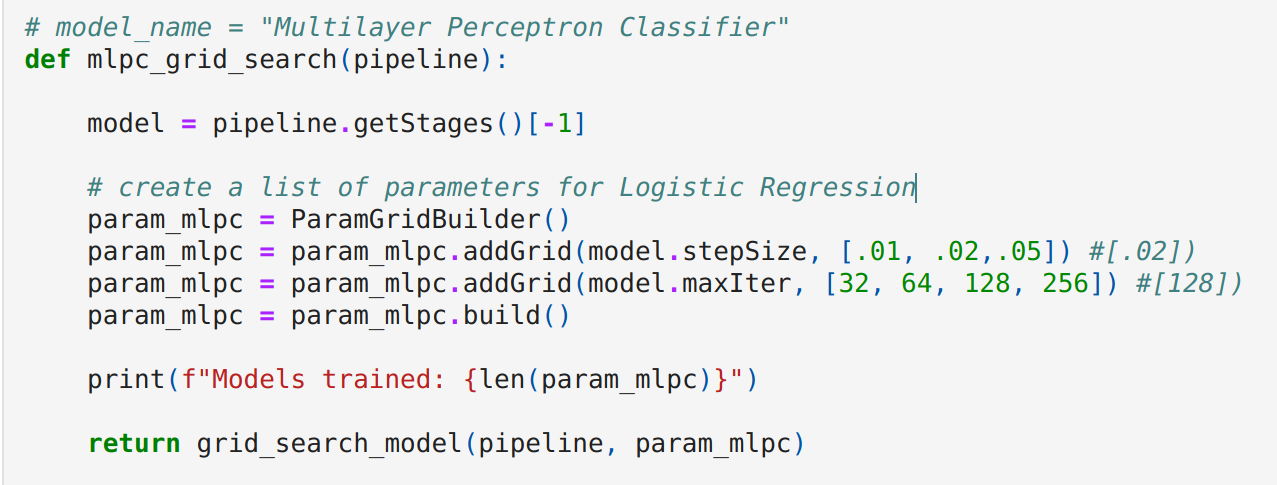 # model_name = "Multilayer Perceptron Classifier"
def mlpc_grid_search(pipeline):
model = pipeline.getStages()[-1]
# create a list of parameters for Logistic Regression
param_mlpc = ParamGridBuilder()
param_mlpc = param_mlpc.addGrid(model.stepSize, [.01, .02,.05]) #[.02])
param_mlpc = param_mlpc.addGrid(model.maxIter, [32, 64, 128, 256]) #[128])
param_mlpc = param_mlpc.build()
print(f"Models trained: {len(param_mlpc)}")
return grid_search_model(pipeline, param_mlpc)